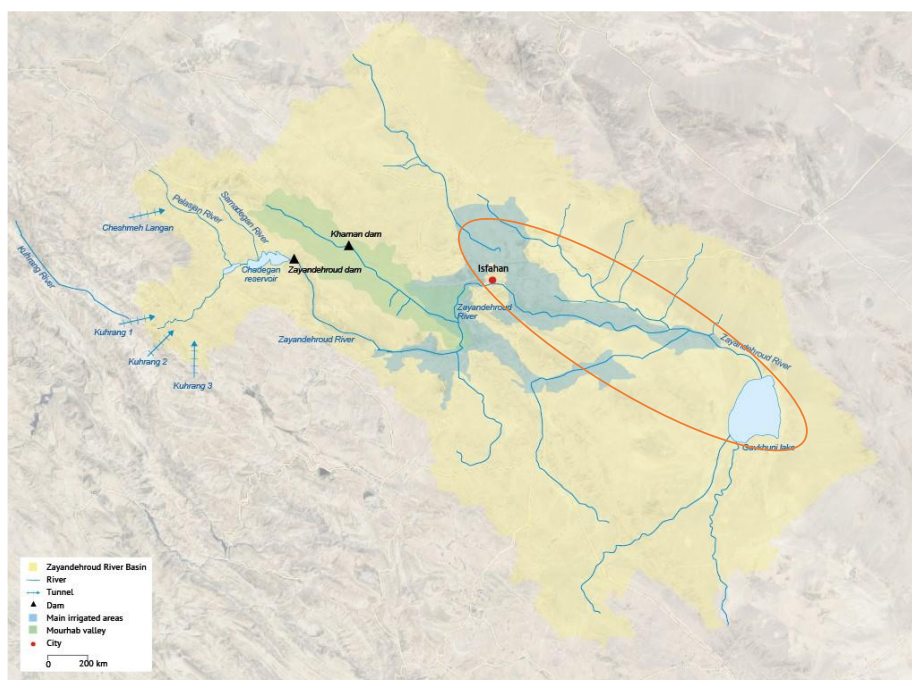 Pelasjan River
Samadegan River
Cheshmeh Langan
Khaman dam
Kuhrang River
Chadegan
reservoir
Zayandehroud dam
Isfahan
Zayandehroud
River
Kuhrang 1
Kuhrang 2
Kuhrang 3
Zayandehroud River
Zayandehroud River
Gavkhuni lake
Zayandehroud River Basin
River
Tunnel
Dam
Main irrigated areas
Mourhab valley
City
0 200 km